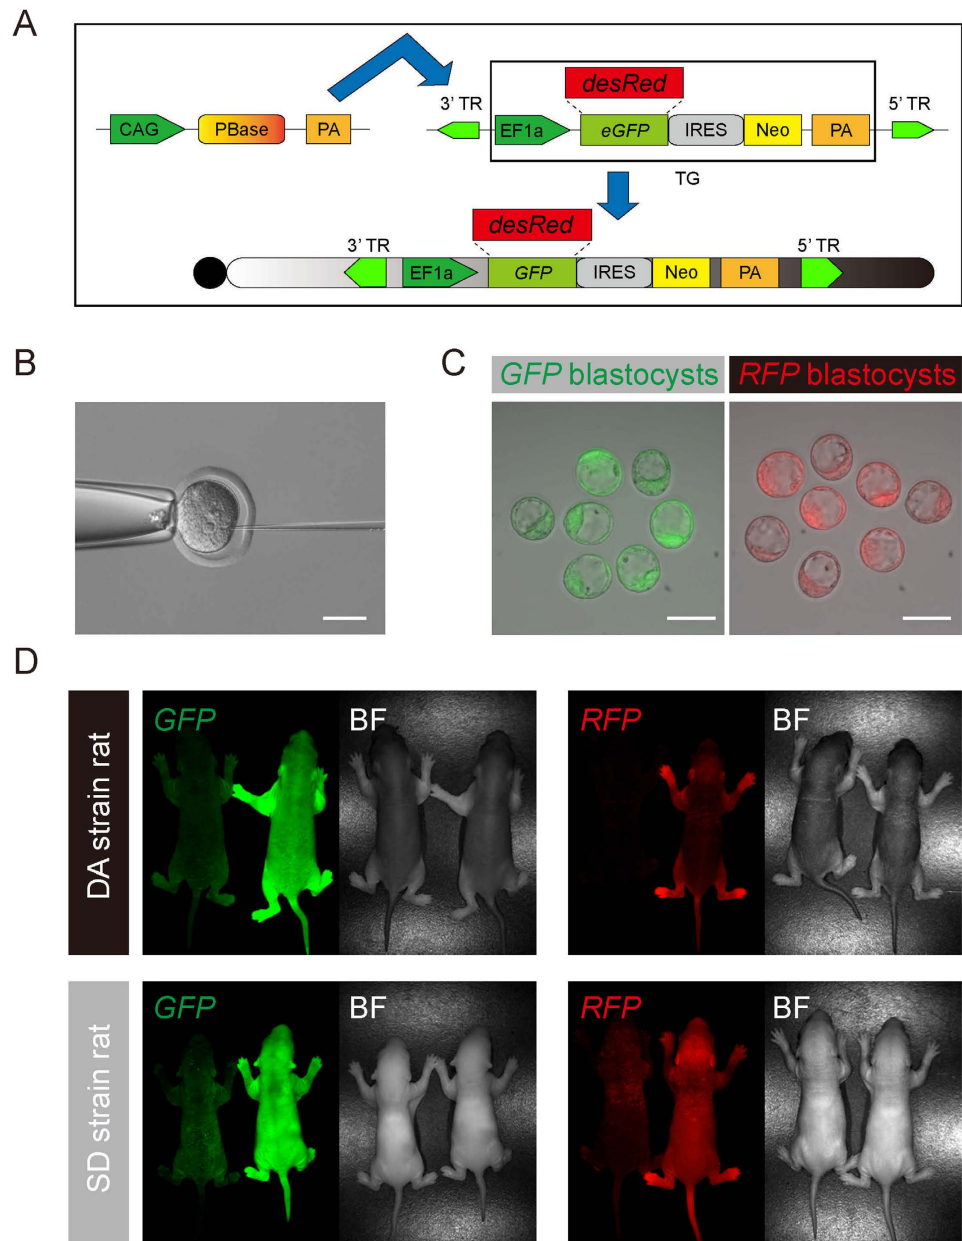 A
desRed
3' TR
5' TR
CAG
PBase
PA
EF1a
eGFP
IRES
Neo
PA
TG
desRed
3' TR
5' TR
EF1a
GFP
IRES
Neo
PA
B
C
GFP blastocysts
RFP blastocysts
D
DA strain rat
GFP
BF
RFP
BF
SD strain rat
GFP
BF
RFP
BF